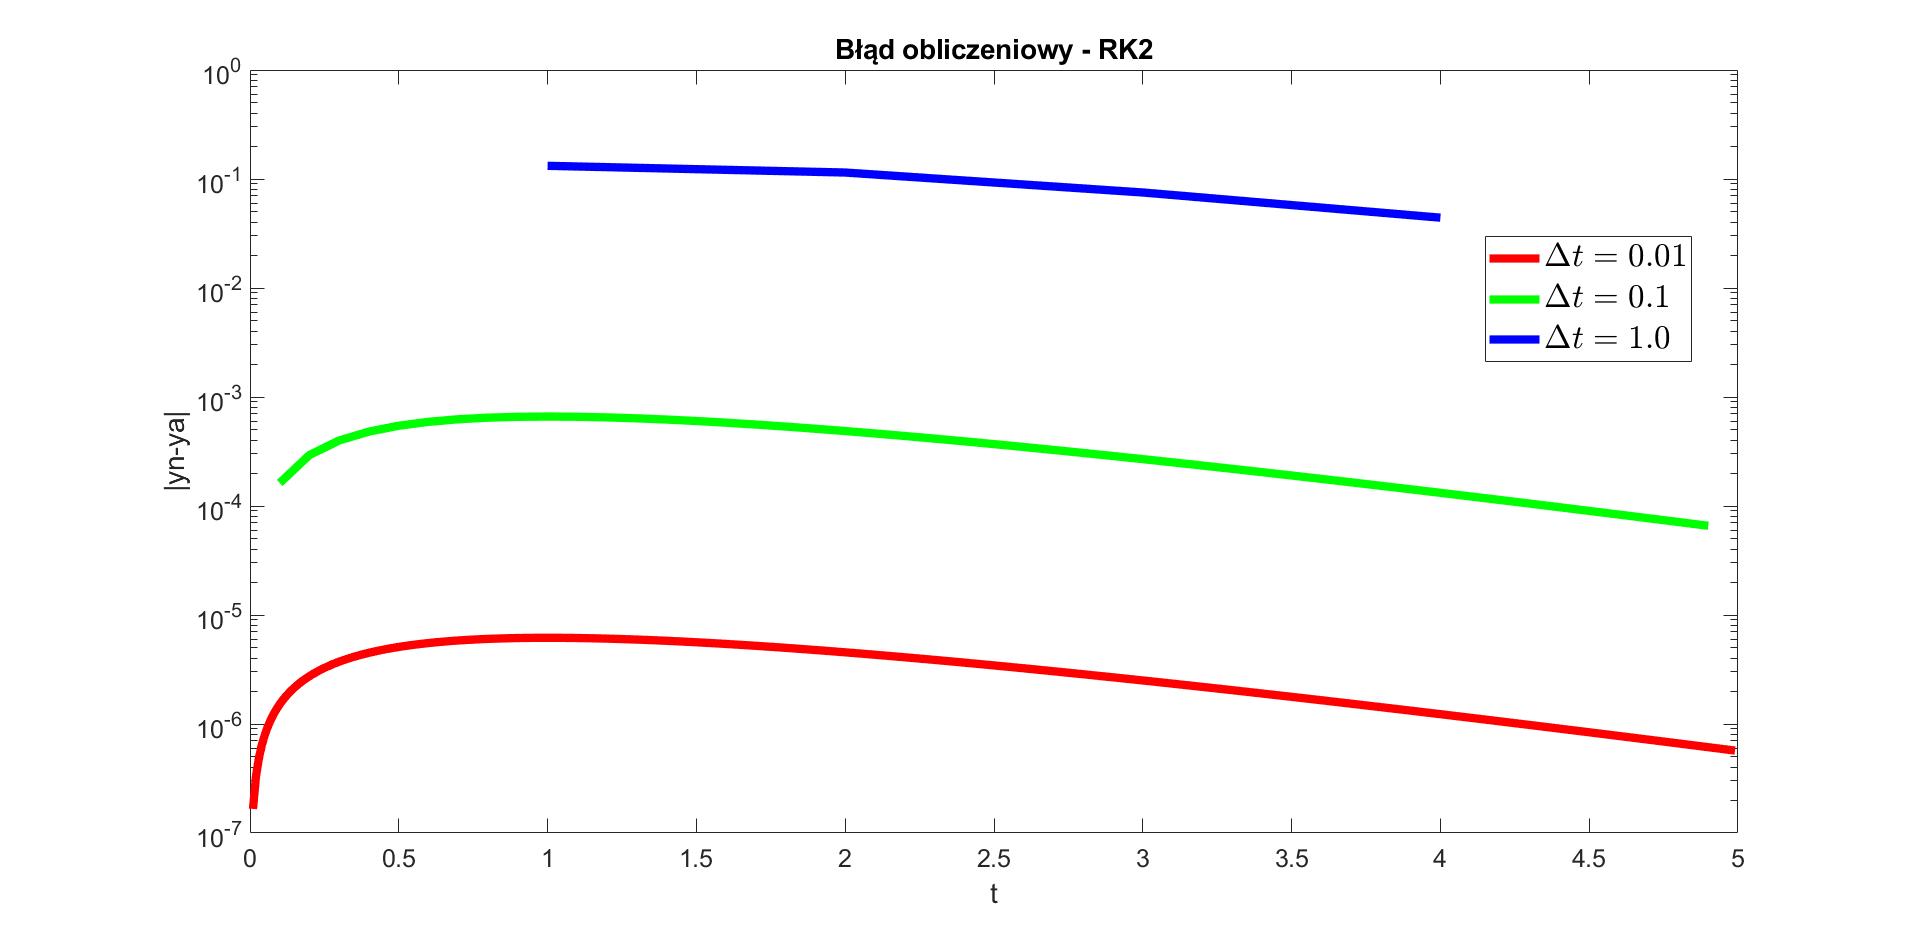 Błąd obliczeniowy - RK2
10^0
10^-1
10^-2
10^-3
10^-4
10^-5
10^-6
10^-7
|yn-ya|
Δt = 0.01
Δt = 0.1
Δt = 1.0
0 0.5 1 1.5 2 2.5 3 3.5 4 4.5 5
t